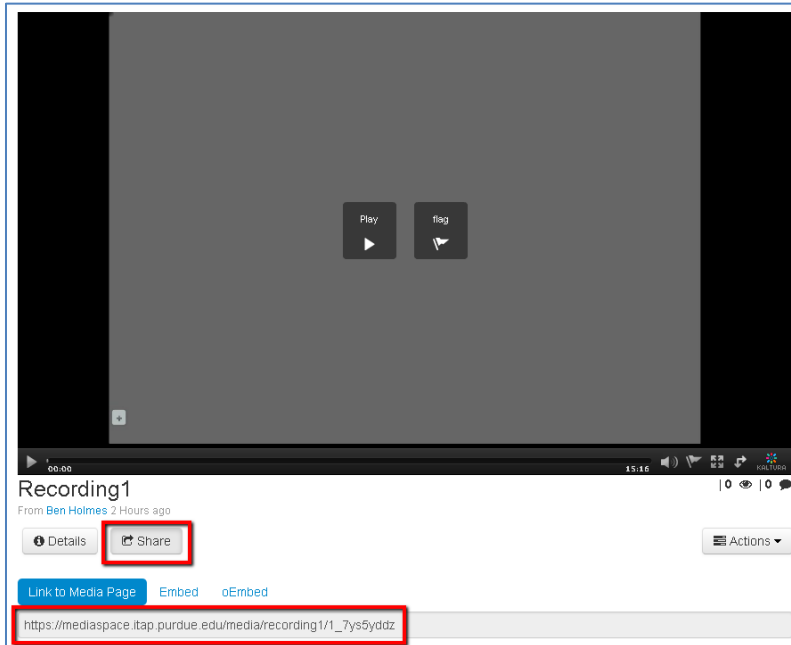 Play flag
00:00 15:16 KALTURA
Recording1 | 0 | 0
From Ben Holmes 2 Hours ago
Details Share Actions
Link to Media Page Embed oEmbed
https://mediaspace.itap.purdue.edu/media/recording1/1_7ys5yddz